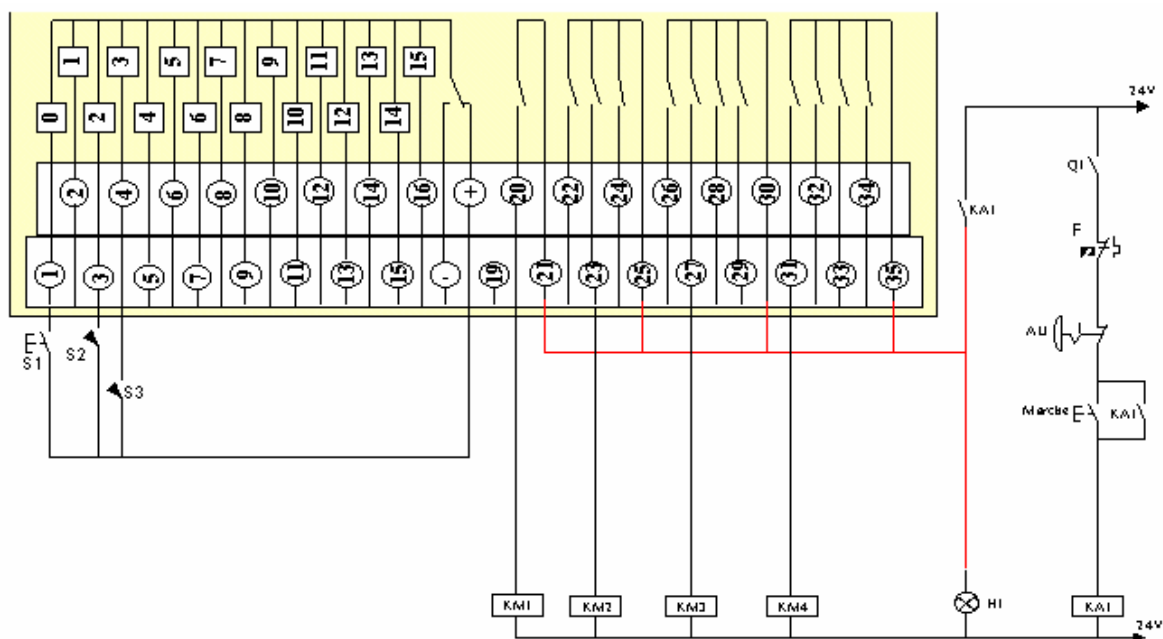 1 3 5 7 9 11 13 15
0 2 4 6 8 10 12 14
24V
Q1
2 4 6 8 10 12 14 16 + 20 22 24 26 28 30 32 34
KA1
F
1 3 5 7 9 11 13 15 - 19 21 23 25 27 29 31 33 35
AU
S1
S2
S3
Marche
KA1
KM1
KM2
KM3
KM4
H1
KA1
24V